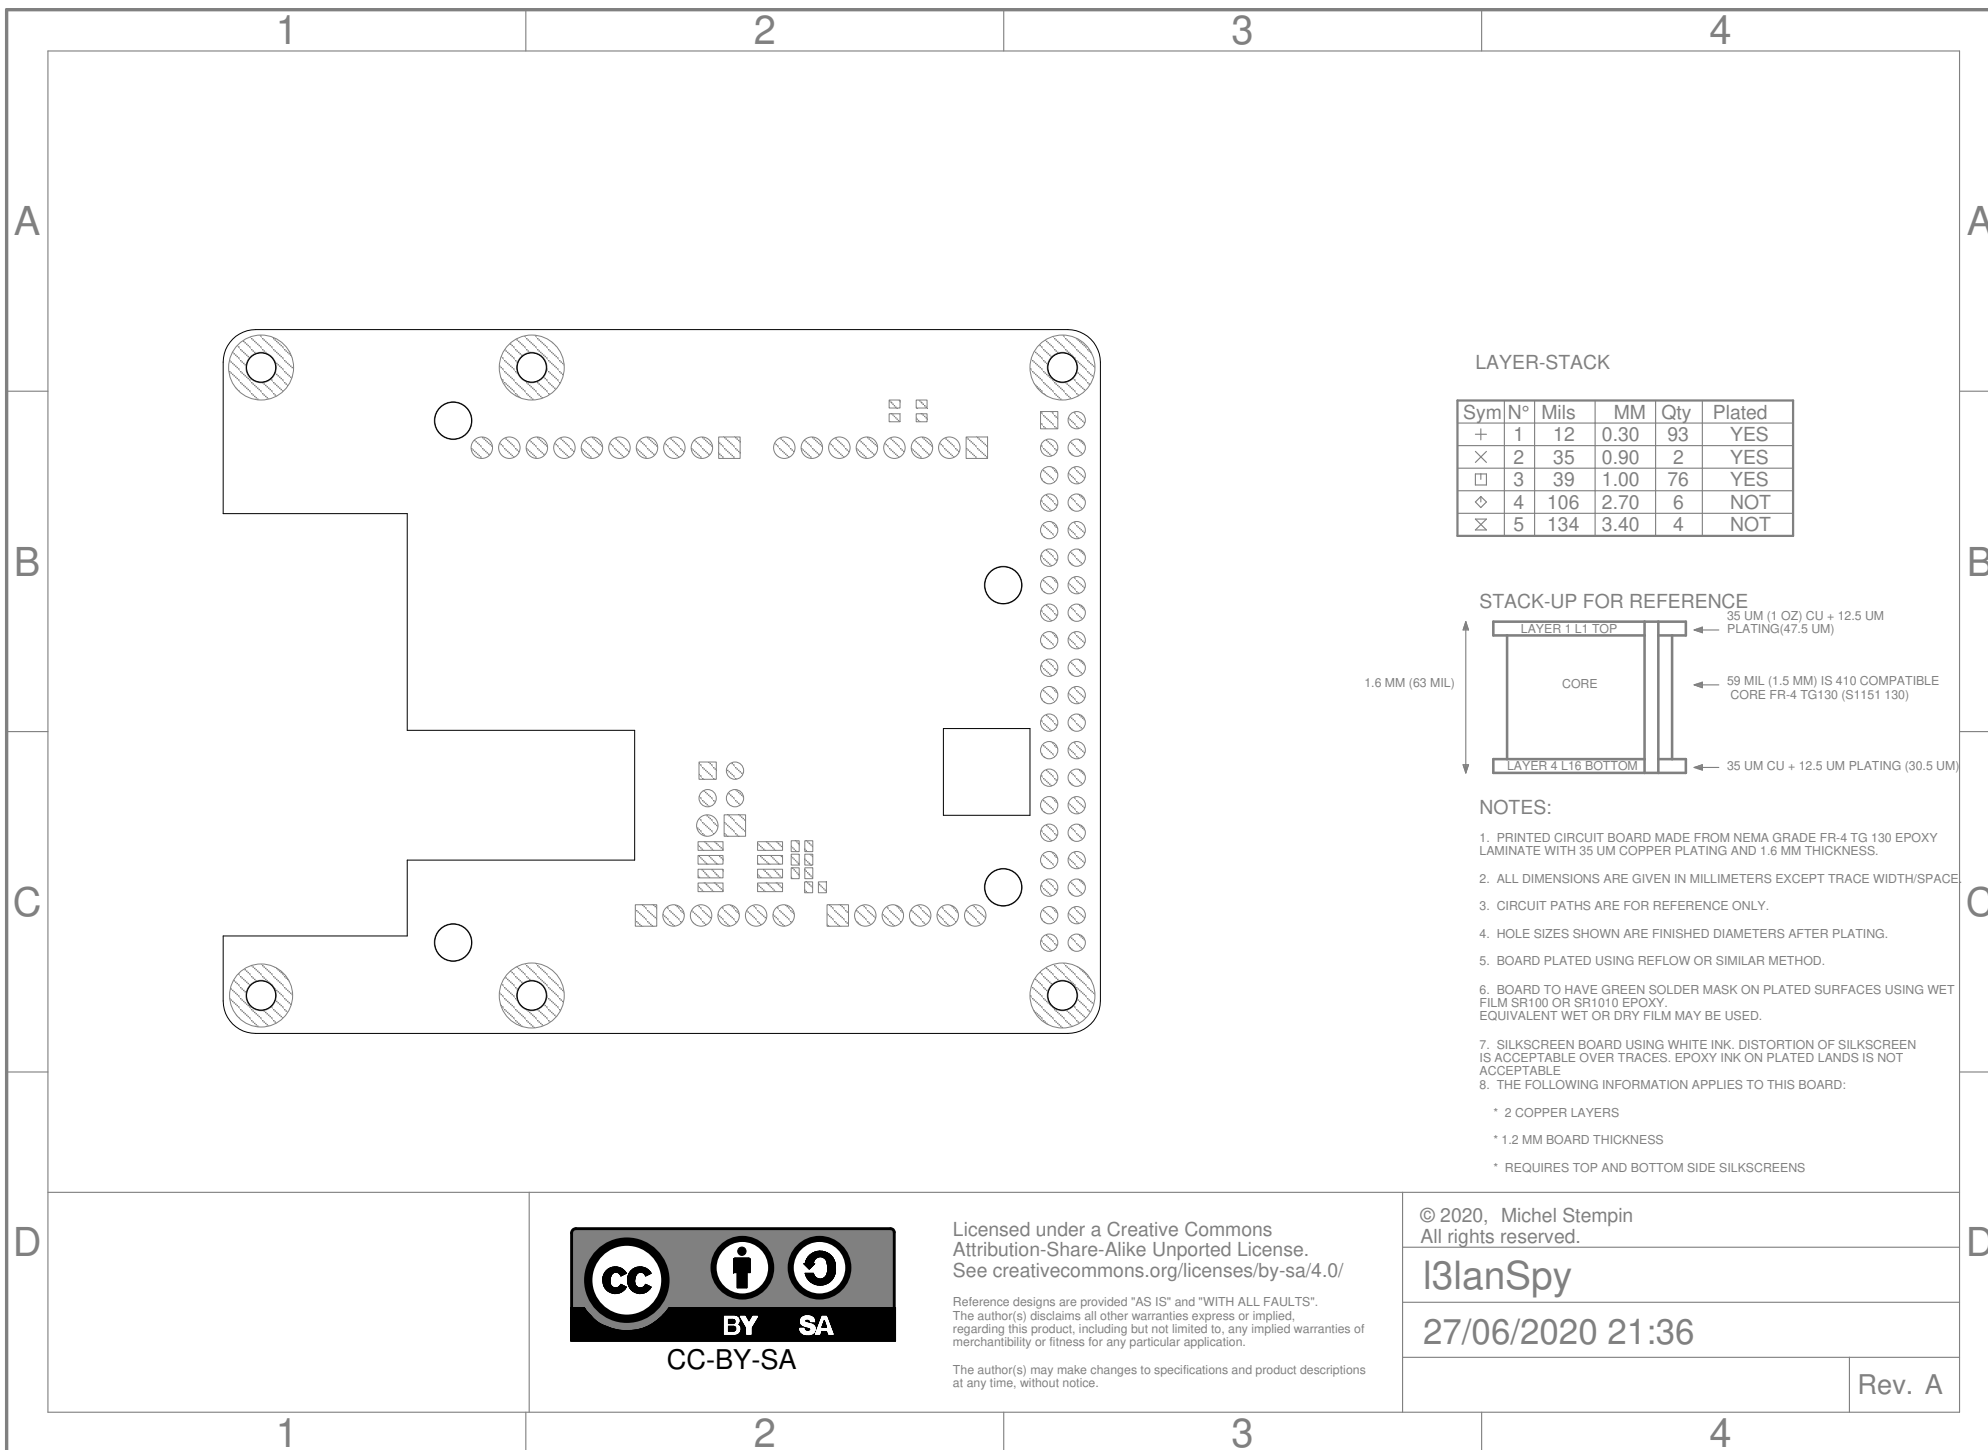 1 2 3 4
A A
LAYER-STACK
Sym N° Mils MM Qty Plated
+ 1 12 0.30 93 YES
2 35 0.90 2 YES
3 39 1.00 76 YES
4 106 2.70 6 NOT
5 134 3.40 4 NOT
B B
STACK-UP FOR REFERENCE
35 UM (1 OZ) CU + 12.5 UM
PLATING(47.5 UM)
LAYER 1 L1 TOP
1.6 MM (63 MIL)
CORE
59 MIL (1.5 MM) IS 410 COMPATIBLE
CORE FR-4 TG130 (S1151 130)
LAYER 4 L16 BOTTOM
35 UM CU + 12.5 UM PLATING (30.5 UM)
NOTES:
1. PRINTED CIRCUIT BOARD MADE FROM NEMA GRADE FR-4 TG 130 EPOXY
LAMINATE WITH 35 UM COPPER PLATING AND 1.6 MM THICKNESS.
2. ALL DIMENSIONS ARE GIVEN IN MILLIMETERS EXCEPT TRACE WIDTH/SPACE.
C C
3. CIRCUIT PATHS ARE FOR REFERENCE ONLY.
4. HOLE SIZES SHOWN ARE FINISHED DIAMETERS AFTER PLATING.
5. BOARD PLATED USING REFLOW OR SIMILAR METHOD.
6. BOARD TO HAVE GREEN SOLDER MASK ON PLATED SURFACES USING WET
FILM SR100 OR SR1010 EPOXY.
EQUIVALENT WET OR DRY FILM MAY BE USED.
7. SILKSCREEN BOARD USING WHITE INK. DISTORTION OF SILKSCREEN
IS ACCEPTABLE OVER TRACES. EPOXY INK ON PLATED LANDS IS NOT
ACCEPTABLE
8. THE FOLLOWING INFORMATION APPLIES TO THIS BOARD:
* 2 COPPER LAYERS
* 1.2 MM BOARD THICKNESS
* REQUIRES TOP AND BOTTOM SIDE SILKSCREENS
D D
cc
BY SA
CC-BY-SA
Licensed under a Creative Commons
Attribution-Share-Alike Unported License.
See creativecommons.org/licenses/by-sa/4.0/
Reference designs are provided "AS IS" and "WITH ALL FAULTS".
The author(s) disclaims all other warranties express or implied,
regarding this product, including but not limited to, any implied warranties of
merchantibility or fitness for any particular application.
The author(s) may make changes to specifications and product descriptions
at any time, without notice.
© 2020, Michel Stempin
All rights reserved.
l3lanSpy
27/06/2020 21:36
Rev. A
1 2 3 4